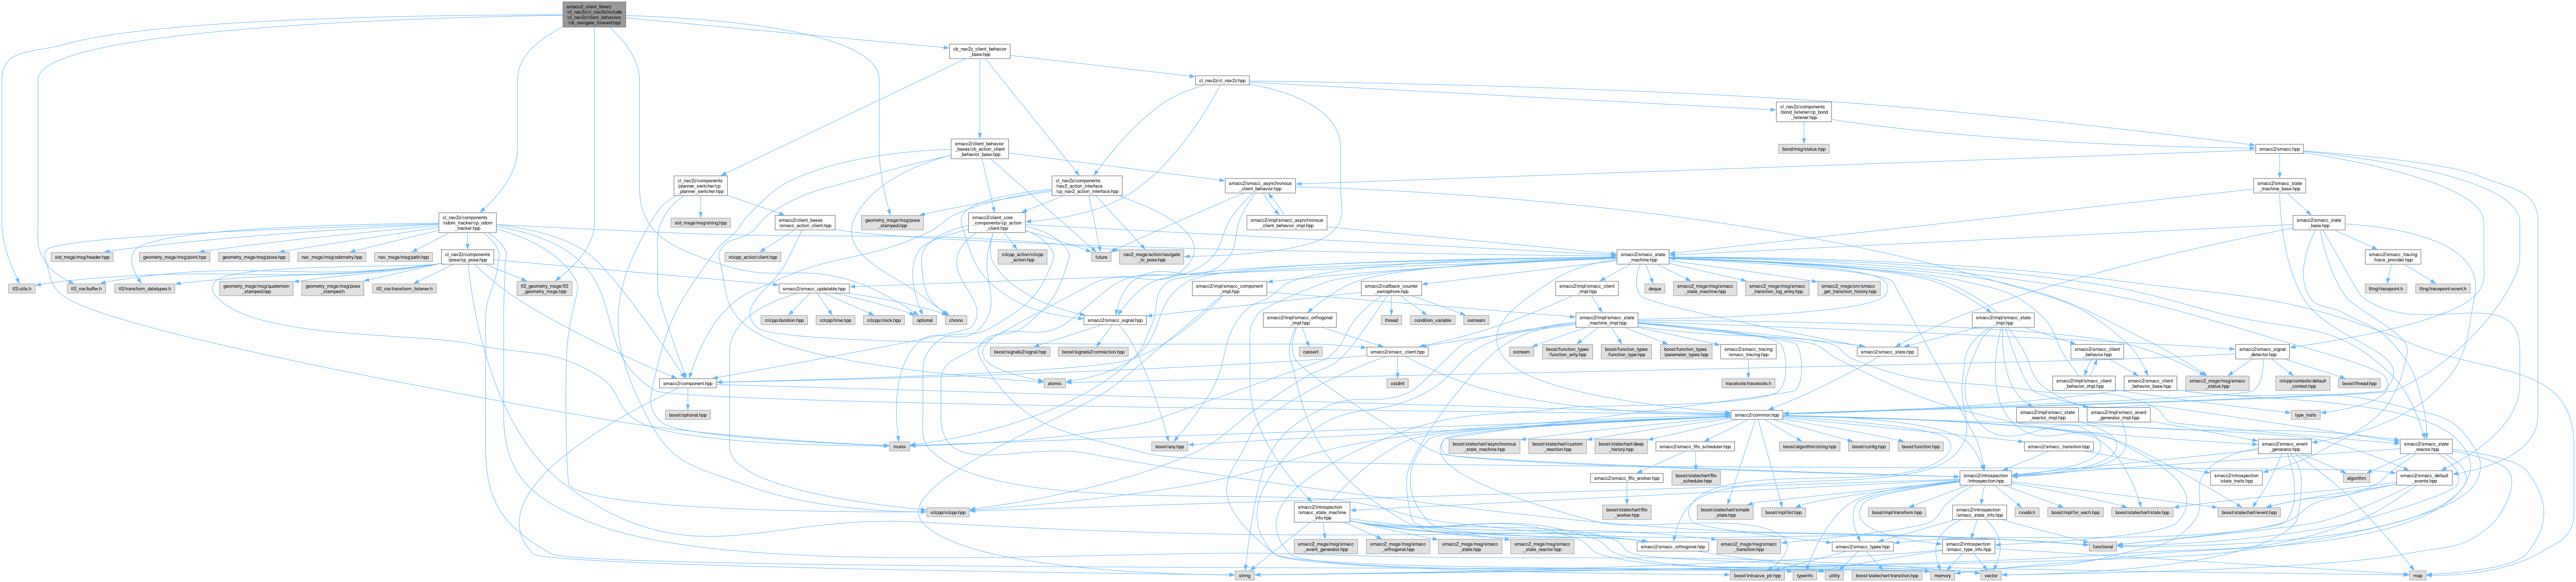 smacc2_client_library
/cl_nav2z/cl_nav2z/include
/cl_nav2z/client_behaviors
/cb_navigate_forward.hpp
cb_nav2z_client_behavior
_base.hpp
cl_nav2z/cl_nav2z.hpp
cl_nav2z/components
/bond_listener/cp_bond
_listener.hpp
bond/msg/status.hpp
smacc2/smacc.hpp
smacc2/client_behavior
_bases/cb_action_client
_behavior_base.hpp
cl_nav2z/components
/planner_switcher/cp
_planner_switcher.hpp
cl_nav2z/components
/nav2_action_interface
/cp_nav2_action_interface.hpp
smacc2/smacc_asynchronous
_client_behavior.hpp
smacc2/smacc_state
_machine_base.hpp
cl_nav2z/components
/odom_tracker/cp_odom
_tracker.hpp
std_msgs/msg/string.hpp
smacc2/client_bases
/smacc_action_client.hpp
geometry_msgs/msg/pose
_stamped.hpp
smacc2/client_core
_components/cp_action
_client.hpp
smacc2/impl/smacc_asynchronous
_client_behavior_impl.hpp
smacc2/smacc_state
_base.hpp
std_msgs/msg/header.hpp
geometry_msgs/msg/point.hpp
geometry_msgs/msg/pose.hpp
nav_msgs/msg/odometry.hpp
nav_msgs/msg/path.hpp
cl_nav2z/components
/pose/cp_pose.hpp
rclcpp_action/client.hpp
rclcpp_action/rclcpp
_action.hpp
future
nav2_msgs/action/navigate
_to_pose.hpp
smacc2/smacc_state
_machine.hpp
smacc2/smacc_tracing
/trace_provider.hpp
tf2/utils.h
tf2_ros/buffer.h
tf2/transform_datatypes.h
geometry_msgs/msg/quaternion
_stamped.hpp
geometry_msgs/msg/pose
_stamped.h
tf2_ros/transform_listener.h
tf2_geometry_msgs/tf2
_geometry_msgs.hpp
smacc2/smacc_updatable.hpp
smacc2/impl/smacc_component
_impl.hpp
smacc2/callback_counter
_semaphore.hpp
smacc2/impl/smacc_client
_impl.hpp
deque
smacc2_msgs/msg/smacc
_state_machine.hpp
smacc2_msgs/msg/smacc
_transition_log_entry.hpp
smacc2_msgs/srv/smacc
_get_transition_history.hpp
lttng/tracepoint.h
lttng/tracepoint-event.h
rclcpp/duration.hpp
rclcpp/time.hpp
rclcpp/clock.hpp
optional
chrono
smacc2/smacc_signal.hpp
smacc2/impl/smacc_orthogonal
_impl.hpp
thread
condition_variable
iostream
smacc2/impl/smacc_state
_machine_impl.hpp
smacc2/impl/smacc_state
_impl.hpp
boost/signals2/signal.hpp
boost/signals2/connection.hpp
cassert
smacc2/smacc_client.hpp
sstream
boost/function_types
/function_arity.hpp
boost/function_types
/function_type.hpp
boost/function_types
/parameter_types.hpp
smacc2/smacc_tracing
/smacc_tracing.hpp
smacc2/smacc_state.hpp
smacc2/smacc_client
_behavior.hpp
smacc2/smacc_signal
_detector.hpp
smacc2/component.hpp
atomic
cstdint
tracetools/tracetools.h
smacc2/impl/smacc_client
_behavior_impl.hpp
smacc2/smacc_client
_behavior_base.hpp
smacc2_msgs/msg/smacc
_status.hpp
rclcpp/contexts/default
_context.hpp
boost/thread.hpp
boost/optional.hpp
smacc2/common.hpp
smacc2/impl/smacc_state
_reactor_impl.hpp
smacc2/impl/smacc_event
_generator_impl.hpp
type_traits
mutex
boost/any.hpp
boost/statechart/asynchronous
_state_machine.hpp
boost/statechart/custom
_reaction.hpp
boost/statechart/deep
_history.hpp
smacc2/smacc_fifo_scheduler.hpp
boost/algorithm/string.hpp
boost/config.hpp
boost/function.hpp
smacc2/smacc_transition.hpp
smacc2/smacc_event
_generator.hpp
smacc2/smacc_state
_reactor.hpp
smacc2/smacc_fifo_worker.hpp
boost/statechart/fifo
_scheduler.hpp
smacc2/introspection
/introspection.hpp
smacc2/introspection
/state_traits.hpp
algorithm
smacc2/smacc_default
_events.hpp
rclcpp/rclcpp.hpp
smacc2/introspection
/smacc_state_machine
_info.hpp
boost/statechart/fifo
_worker.hpp
boost/statechart/simple
_state.hpp
boost/mpl/list.hpp
boost/mpl/transform.hpp
smacc2/introspection
/smacc_state_info.hpp
cxxabi.h
boost/mpl/for_each.hpp
boost/statechart/state.hpp
boost/statechart/event.hpp
smacc2_msgs/msg/smacc
_event_generator.hpp
smacc2_msgs/msg/smacc
_orthogonal.hpp
smacc2_msgs/msg/smacc
_state.hpp
smacc2_msgs/msg/smacc
_state_reactor.hpp
smacc2/smacc_orthogonal.hpp
smacc2_msgs/msg/smacc
_transition.hpp
smacc2/smacc_types.hpp
smacc2/introspection
/smacc_type_info.hpp
functional
string
boost/intrusive_ptr.hpp
typeinfo
utility
boost/statechart/transition.hpp
memory
vector
map